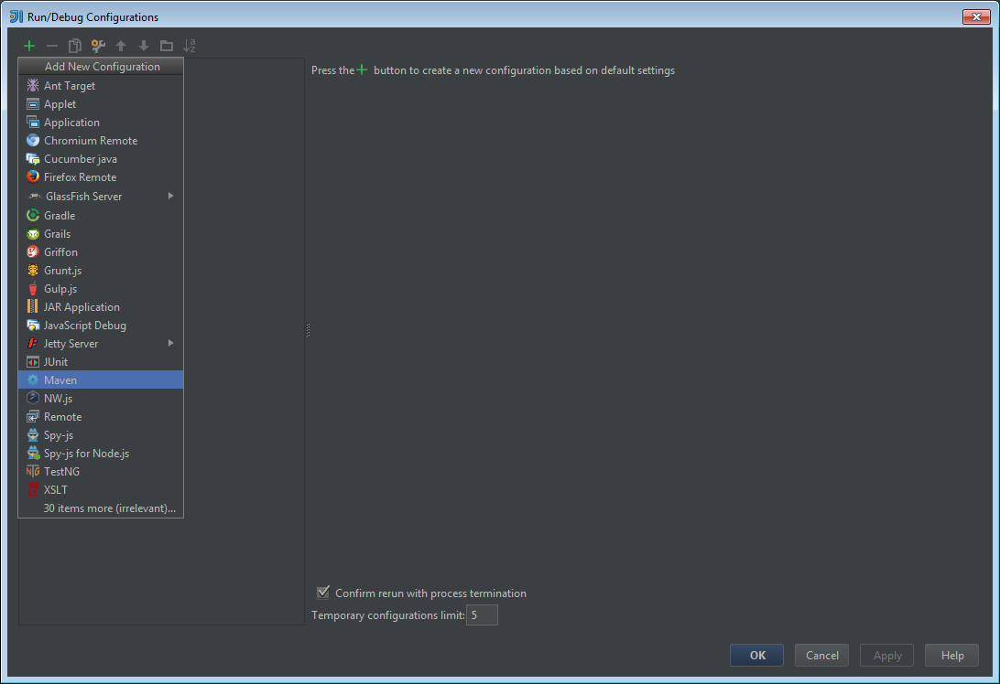 Run/Debug Configurations
Add New Configuration
Press the + button to create a new configuration based on default settings
Ant Target
Applet
Application
Chromium Remote
Cucumber java
Firefox Remote
GlassFish Server
Gradle
Grails
Griffon
Grunt.js
Gulp.js
JAR Application
JavaScript Debug
Jetty Server
JUnit
Maven
NW.js
Remote
Spy-js
Spy-js for Node.js
TestNG
XSLT
30 items more (irrelevant)...
Confirm rerun with process termination
Temporary configurations limit: 5
OK Cancel Apply Help